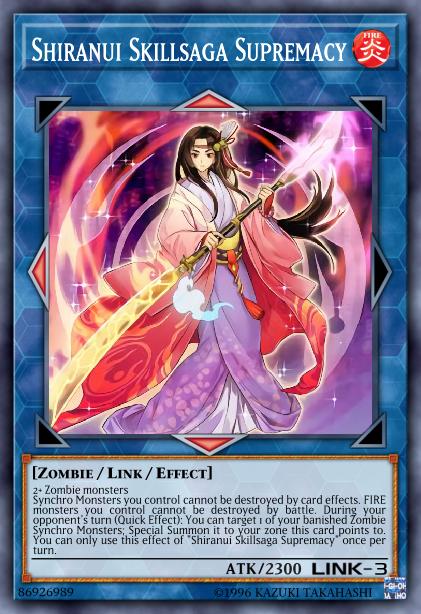 SHIRANUI SKILLSAGA SUPREMACY
FIRE
炎
[ZOMBIE / LINK / EFFECT]
2+ Zombie monsters
Synchro Monsters you control cannot be destroyed by card effects. FIRE
monsters you control cannot be destroyed by battle. During your
opponent's turn (Quick Effect): You can target 1 of your banished Zombie
Synchro Monsters; Special Summon it to your zone this card points to.
You can only use this effect of "Shiranui Skillsaga Supremacy" once per
turn.
ATK/2300 LINK-3
86926989 ©1996 KAZUKI TAKAHASHI